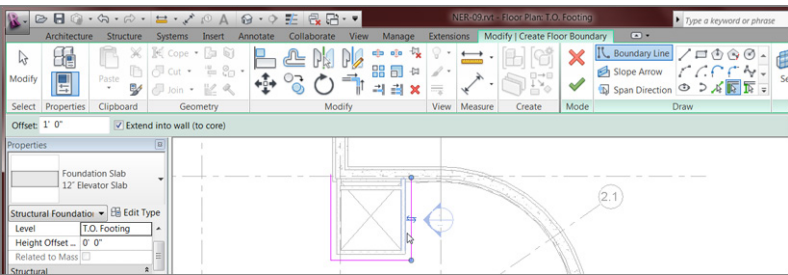 NER-09.rvt - Floor Plan: T.O. Footing
Type a keyword or phrase
Architecture Structure Systems Insert Annotate Collaborate View Manage Extensions Modify | Create Floor Boundary
Modify Paste Cope Cut Join Boundary Line Slope Arrow Span Direction
Select Properties Clipboard Geometry Modify View Measure Create Mode Draw
Offset: 1' 0" Extend into wall (to core)
Properties
Foundation Slab
12" Elevator Slab
Structural Foundatio Edit Type
Level T.O. Footing
Height Offset ... 0' 0"
Related to Mass
Structural
2.1